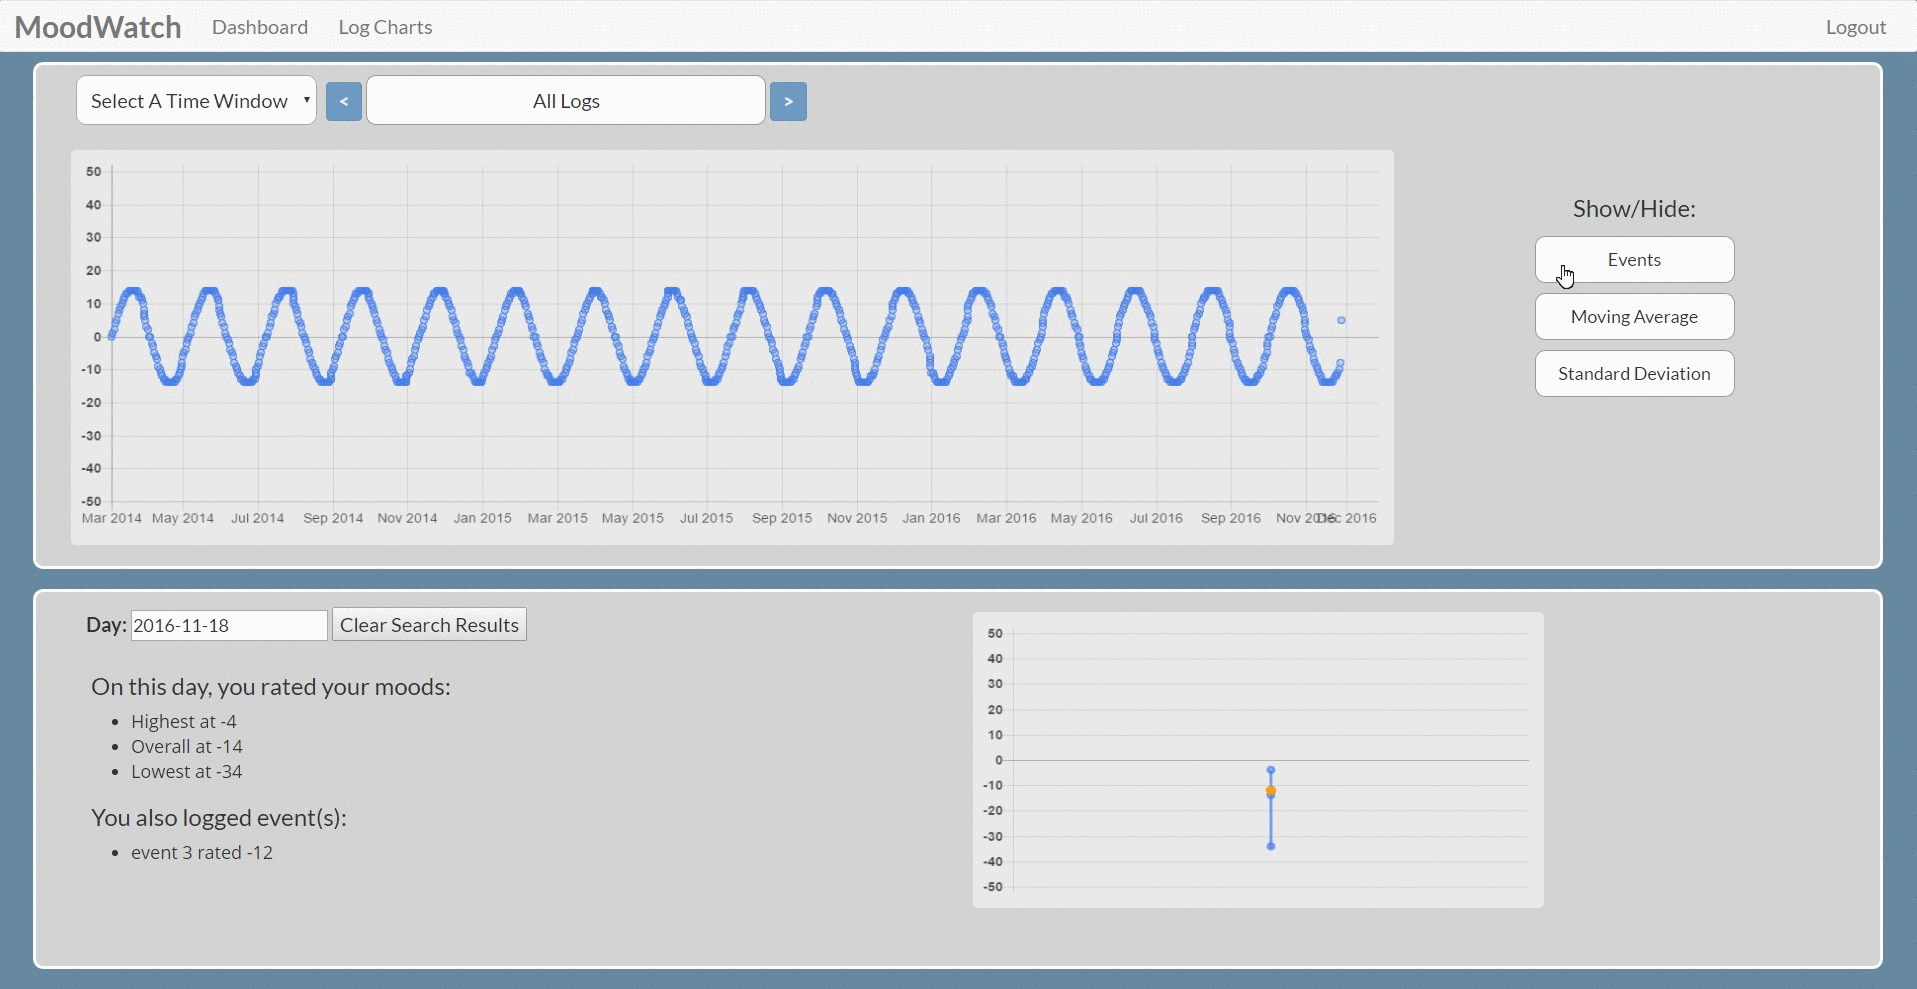 MoodWatch Dashboard Log Charts Logout
Select A Time Window < All Logs >
50
40
30
20
10
0
-10
-20
-30
-40
-50
Mar 2014 May 2014 Jul 2014 Sep 2014 Nov 2014 Jan 2015 Mar 2015 May 2015 Jul 2015 Sep 2015 Nov 2015 Jan 2016 Mar 2016 May 2016 Jul 2016 Sep 2016 Nov 2016 Dec 2016
Show/Hide:
Events
Moving Average
Standard Deviation
Day: 2016-11-18 Clear Search Results
On this day, you rated your moods:
• Highest at -4
• Overall at -14
• Lowest at -34
You also logged event(s):
• event 3 rated -12
50
40
30
20
10
0
-10
-20
-30
-40
-50